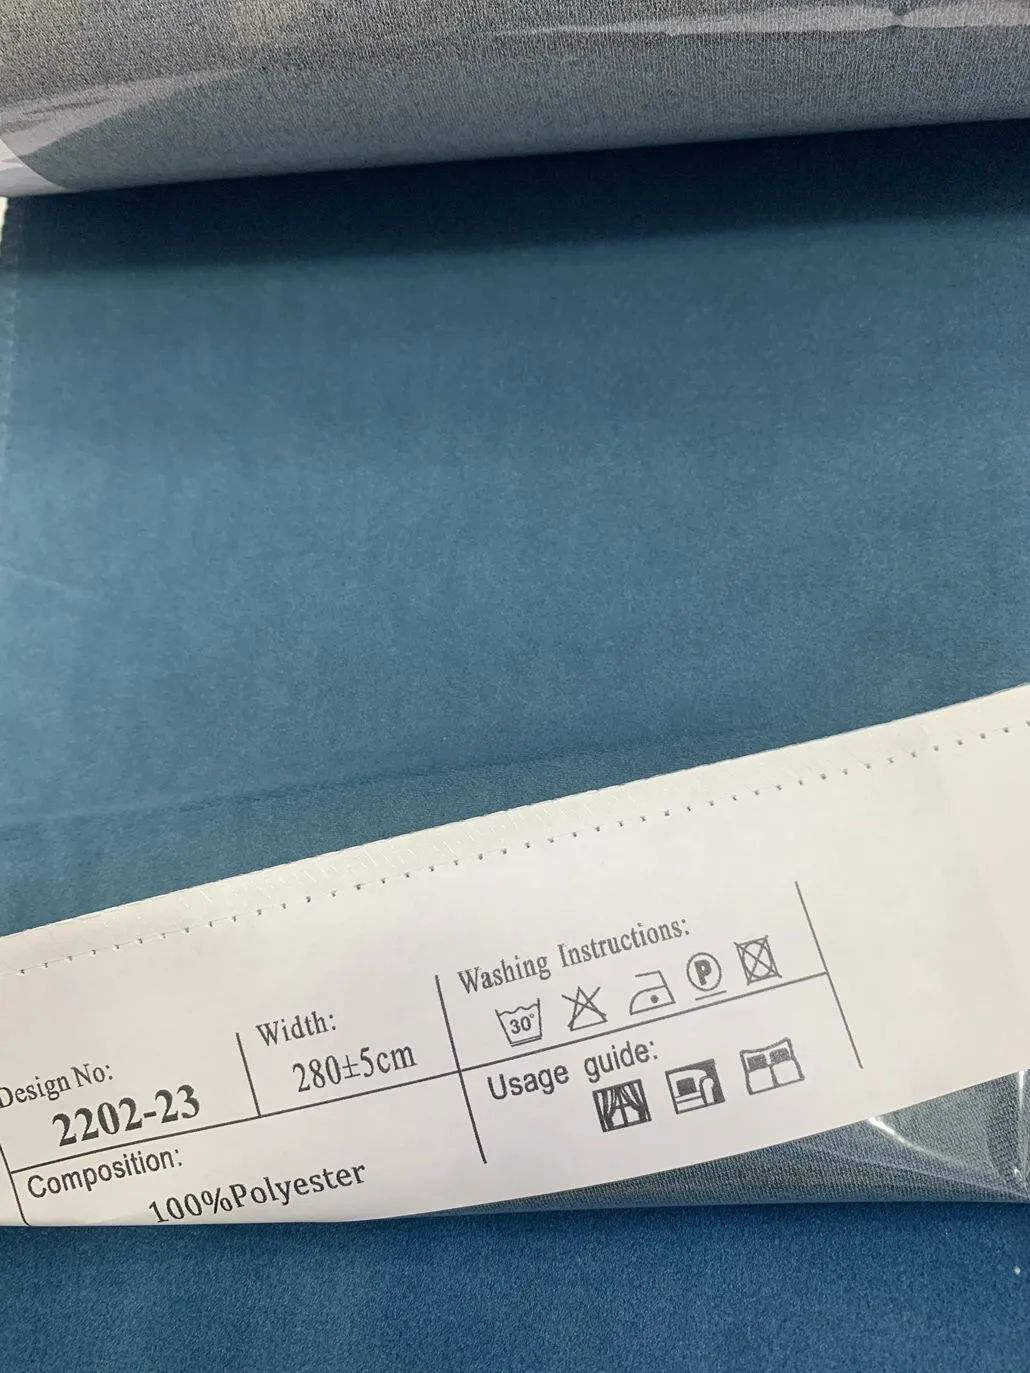 Design No:
2202-23
Width:
280±5cm
Washing Instructions:
30°
P
Usage guide:
Composition:
100%Polyester